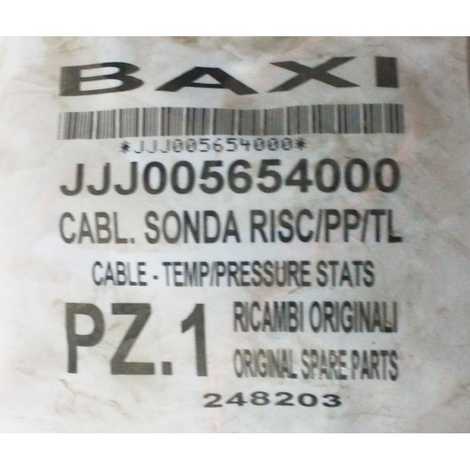 BAXI
*JJJ005654000*
JJJ005654000
CABL. SONDA RISC/PP/TL
CABLE - TEMP/PRESSURE STATS
PZ.1
RICAMBI ORIGINALI
ORIGINAL SPARE PARTS
248203